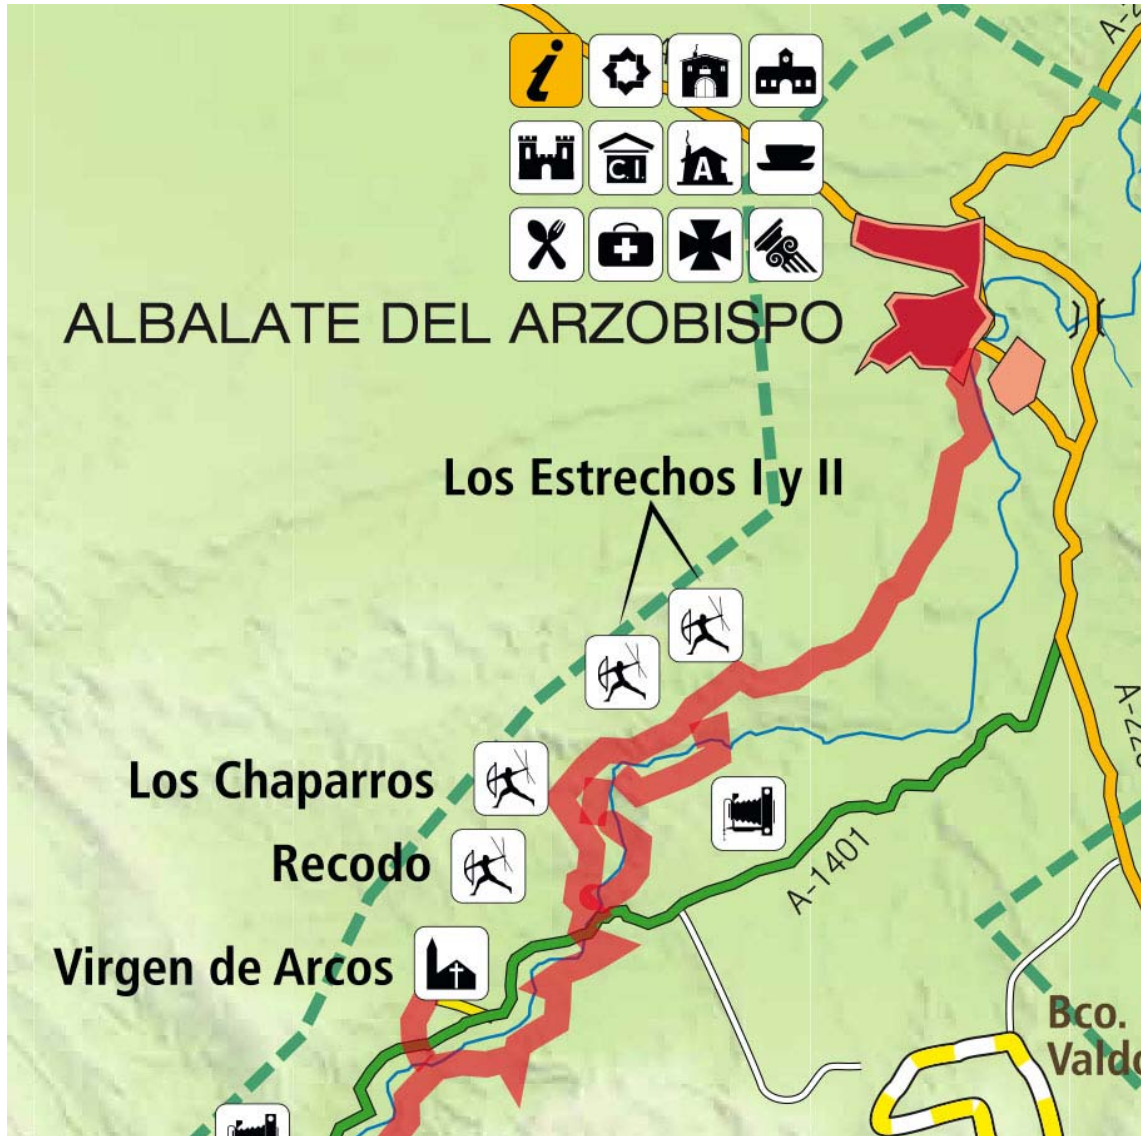 i
C.I.
A
ALBALATE DEL ARZOBISPO
Los Estrechos I y II
Los Chaparros
Recodo
A-1401
Virgen de Arcos
Bco.